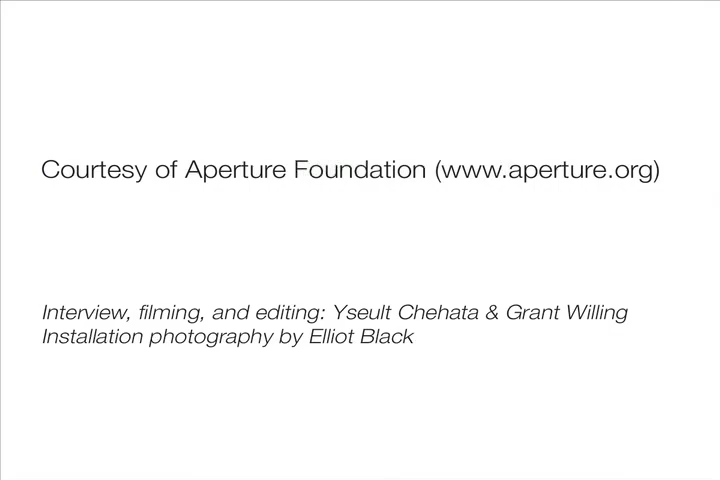 Courtesy of Aperture Foundation (www.aperture.org)
Interview, filming, and editing: Yseult Chehata & Grant Willing
Installation photography by Elliot Black